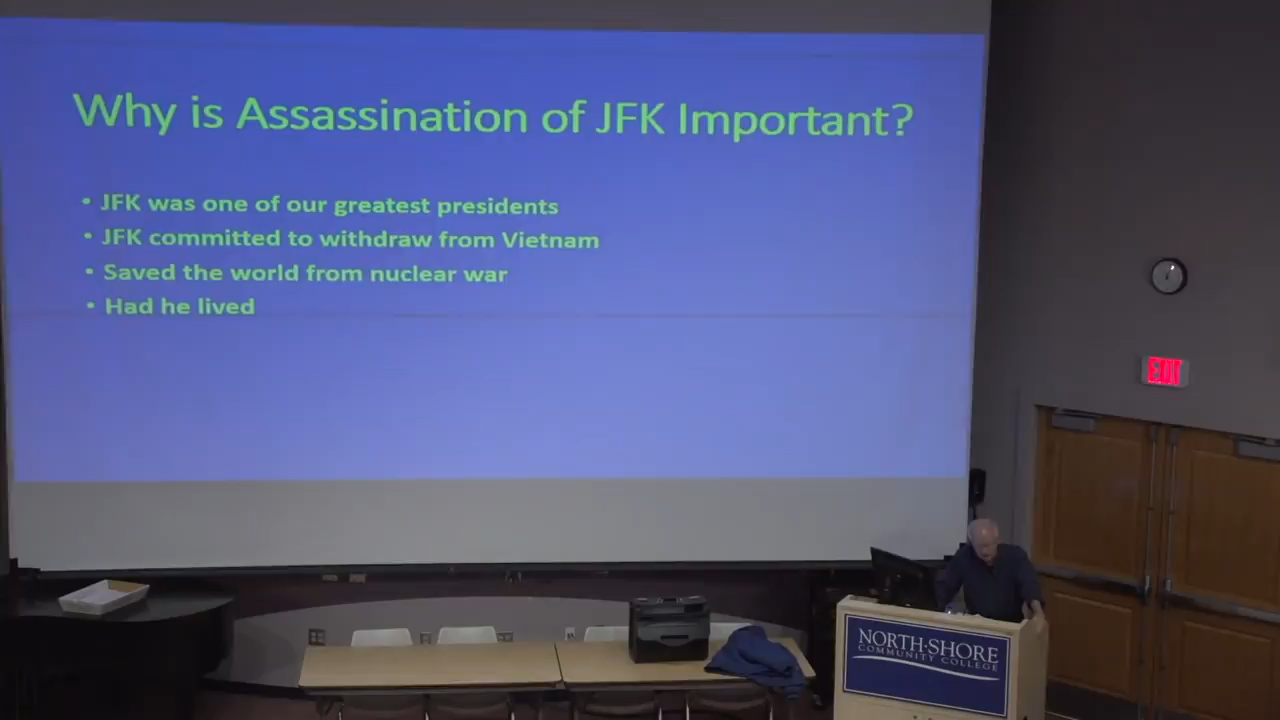 Why is Assassination of JFK Important?
• JFK was one of our greatest presidents
• JFK committed to withdraw from Vietnam
• Saved the world from nuclear war
• Had he lived
EXIT
NORTH·SHORE
COMMUNITY COLLEGE